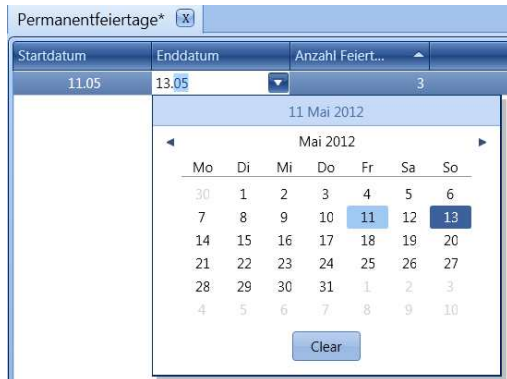 Permanentfeiertage* x
Startdatum Enddatum Anzahl Feiert...
11.05 13.05 3
11 Mai 2012
Mai 2012
Mo Di Mi Do Fr Sa So
30 1 2 3 4 5 6
7 8 9 10 11 12 13
14 15 16 17 18 19 20
21 22 23 24 25 26 27
28 29 30 31 1 2 3
4 5 6 7 8 9 10
Clear